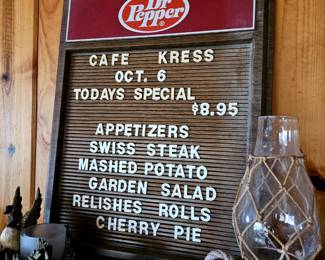 Dr
Pepper
CAFE KRESS
OCT. 6
TODAYS SPECIAL
$8.95
APPETIZERS
SWISS STEAK
MASHED POTATO
GARDEN SALAD
RELISHES ROLLS
CHERRY PIE